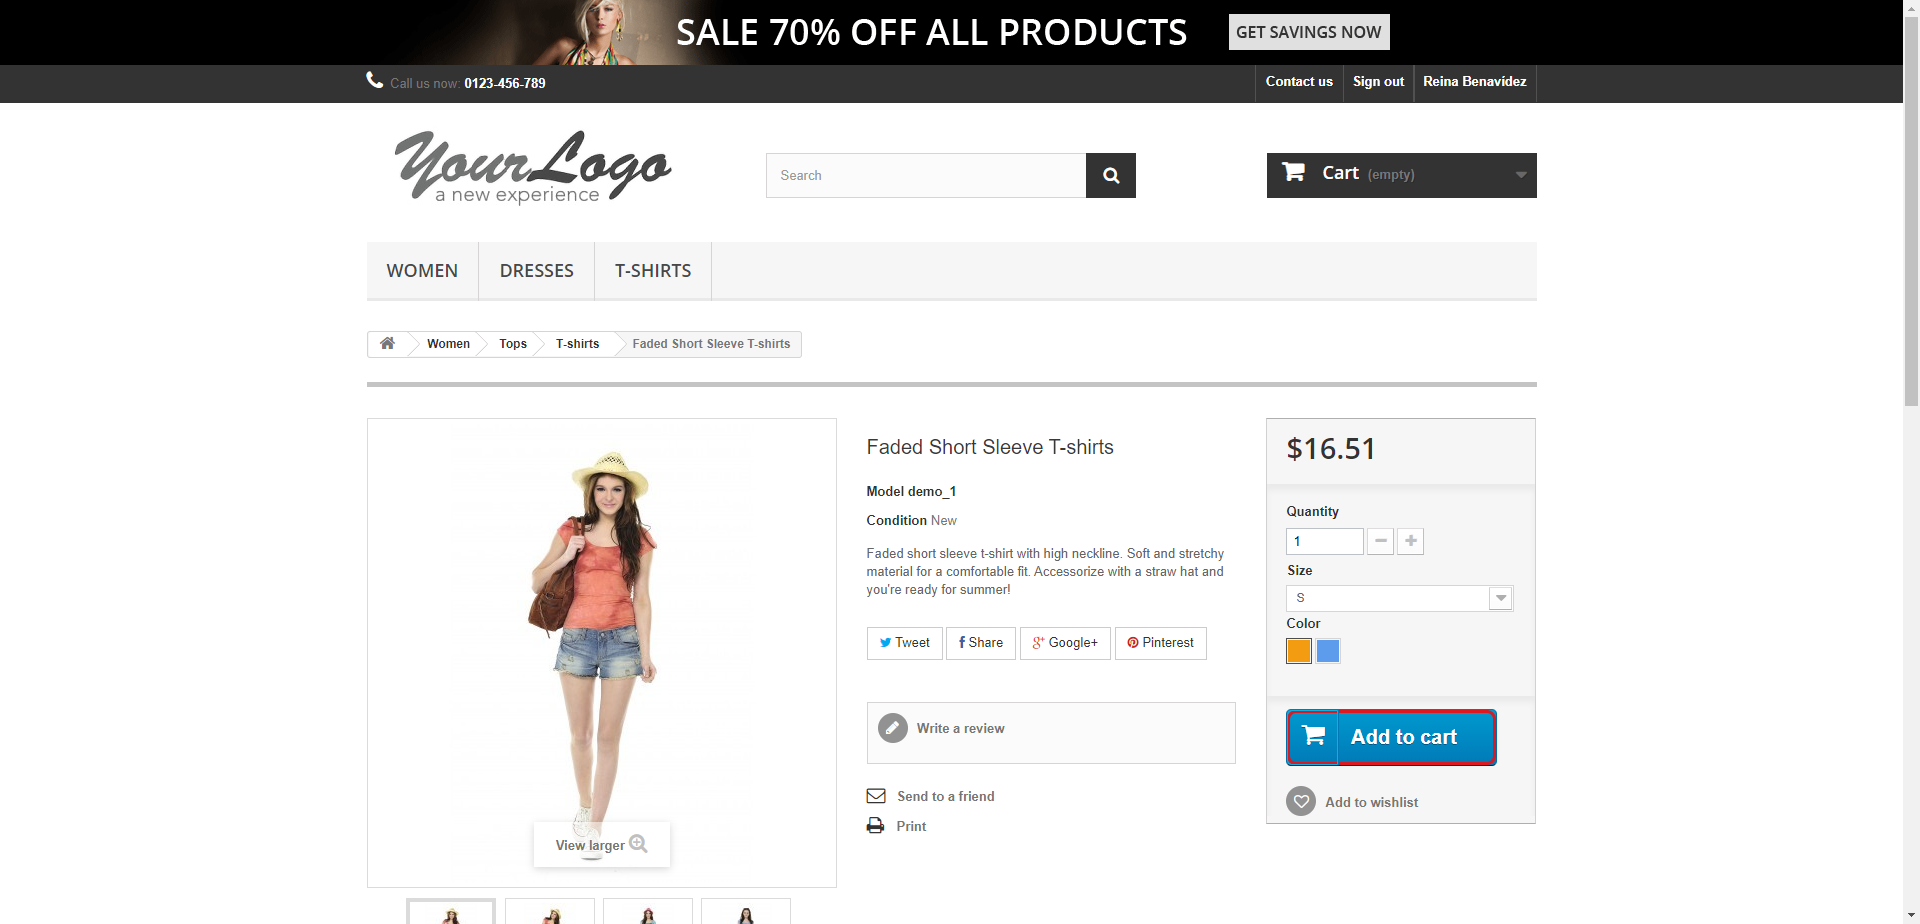 SALE 70% OFF ALL PRODUCTS GET SAVINGS NOW
Call us now: 0123-456-789 Contact us Sign out Reina Benavídez
YourLogo
a new experience
Search
Cart (empty)
WOMEN DRESSES T-SHIRTS
Women Tops T-shirts Faded Short Sleeve T-shirts
View larger
Faded Short Sleeve T-shirts
Model demo_1
Condition New
Faded short sleeve t-shirt with high neckline. Soft and stretchy
material for a comfortable fit. Accessorize with a straw hat and
you're ready for summer!
Tweet Share Google+ Pinterest
Write a review
Send to a friend
Print
$16.51
Quantity
1
Size
S
Color
Add to cart
Add to wishlist